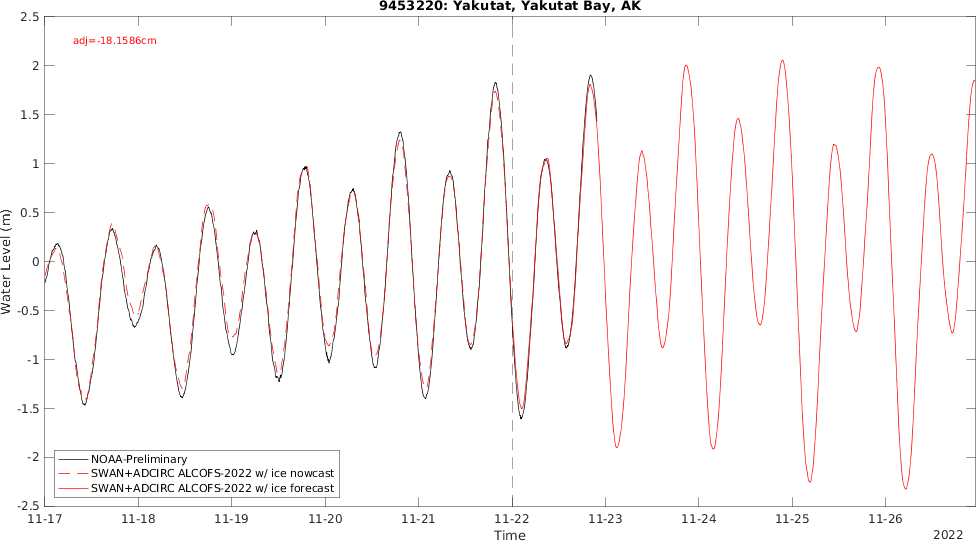 9453220: Yakutat, Yakutat Bay, AK
adj=-18.1586cm
2.5
2
1.5
1
0.5
0
-0.5
-1
-1.5
-2
-2.5
Water Level (m)
NOAA-Preliminary
SWAN+ADCIRC ALCOFS-2022 w/ ice nowcast
SWAN+ADCIRC ALCOFS-2022 w/ ice forecast
11-17 11-18 11-19 11-20 11-21 11-22 11-23 11-24 11-25 11-26
Time
2022